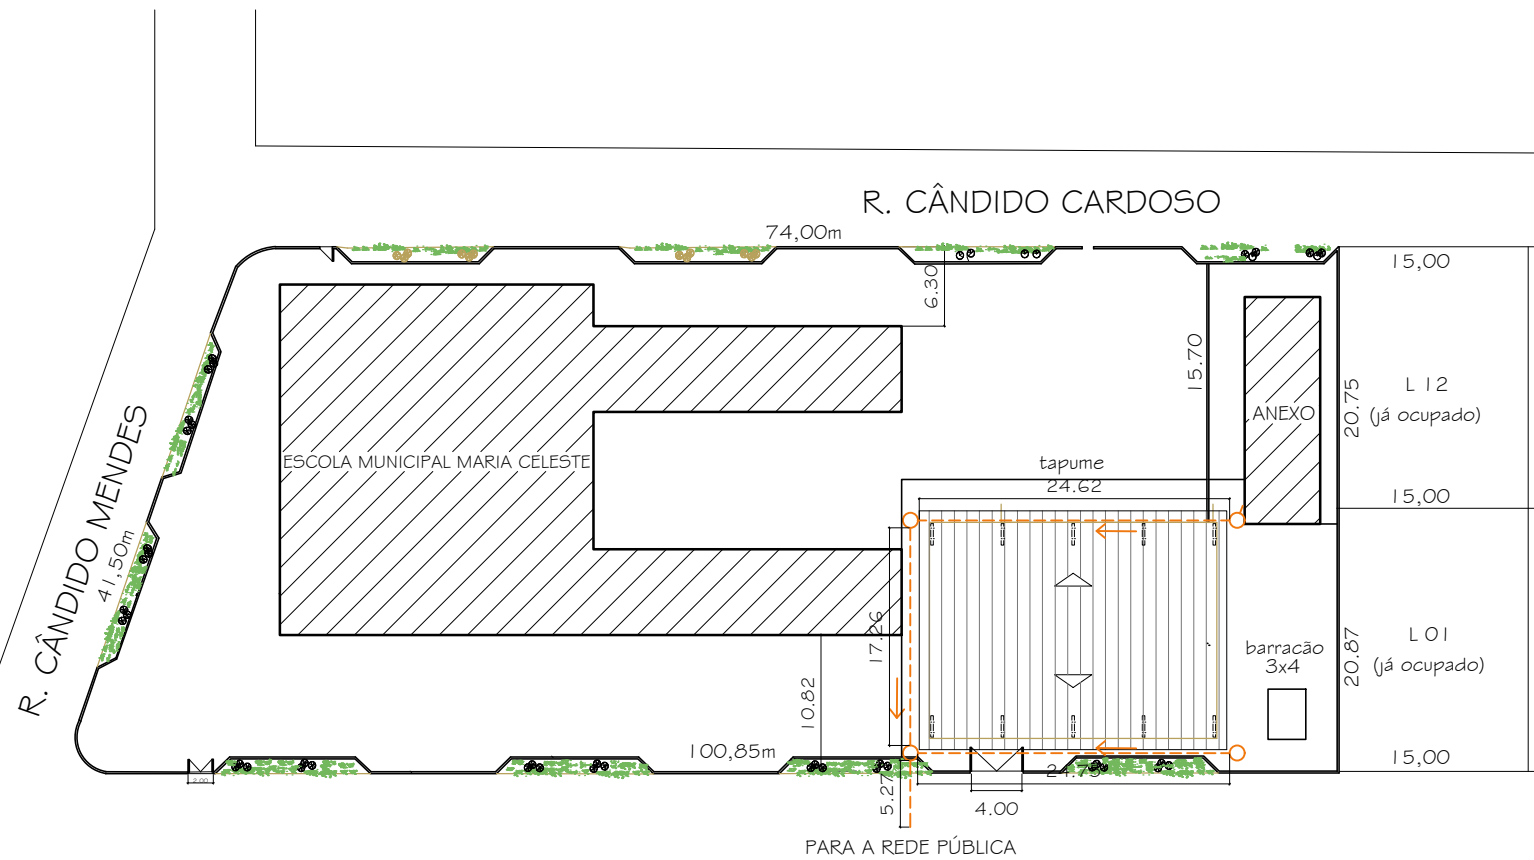 R. CÂNDIDO CARDOSO
74,00m
6.30
15,00
15.70
L 12
(já ocupado)
20.75
ANEXO
R. CÂNDIDO MENDES
41,50m
ESCOLA MUNICIPAL MARIA CELESTE
tapume
24.62
15,00
17.26
L 01
(já ocupado)
20.87
barracão
3x4
10.82
100,85m
15,00
2.00
5.27
24.75
4.00
PARA A REDE PÚBLICA